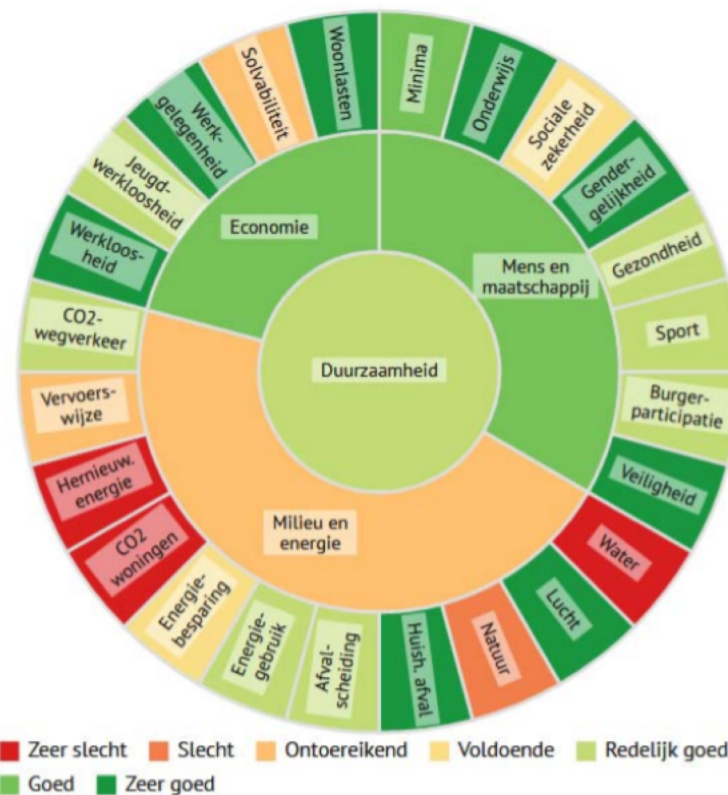 Minima
Onderwijs
Sociale
zekerheid
Gender-
gelijkheid
Gezondheid
Sport
Burger-
participatie
Veiligheid
Water
Lucht
Natuur
Huish. afval
Afval-
scheiding
Energie-
gebruik
Energie-
besparing
CO2
woningen
Hernieuw.
energie
Vervoers-
wijze
CO2-
wegverkeer
Werkloos-
heid
Jeugd-
werkloosheid
Werk-
gelegenheid
Solvabiliteit
Woonlasten
Economie
Mens en
maatschappij
Duurzaamheid
Milieu en
energie
Zeer slecht
Slecht
Ontoereikend
Voldoende
Redelijk goed
Goed
Zeer goed